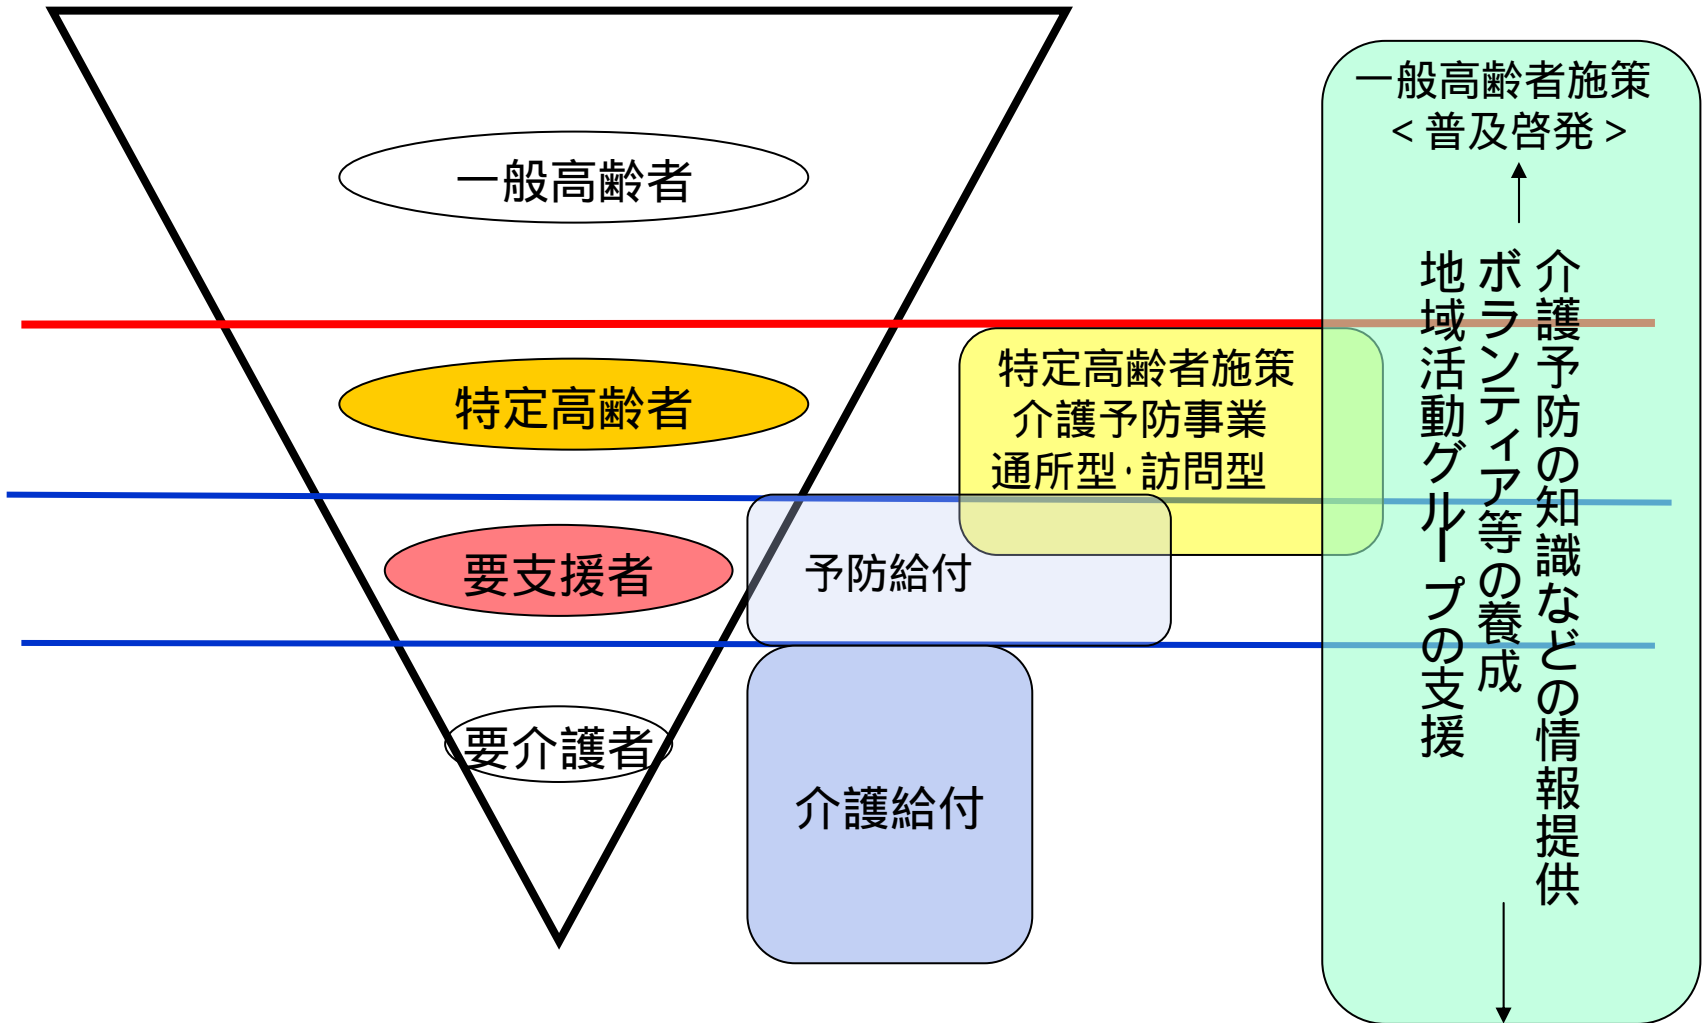 一般高齢者
特定高齢者
要支援者
要介護者
特定高齢者施策
介護予防事業
通所型・訪問型
予防給付
介護給付
一般高齢者施策
<普及啓発>
介護予防の知識などの情報提供
ボランティア等の養成
地域活動グループの支援